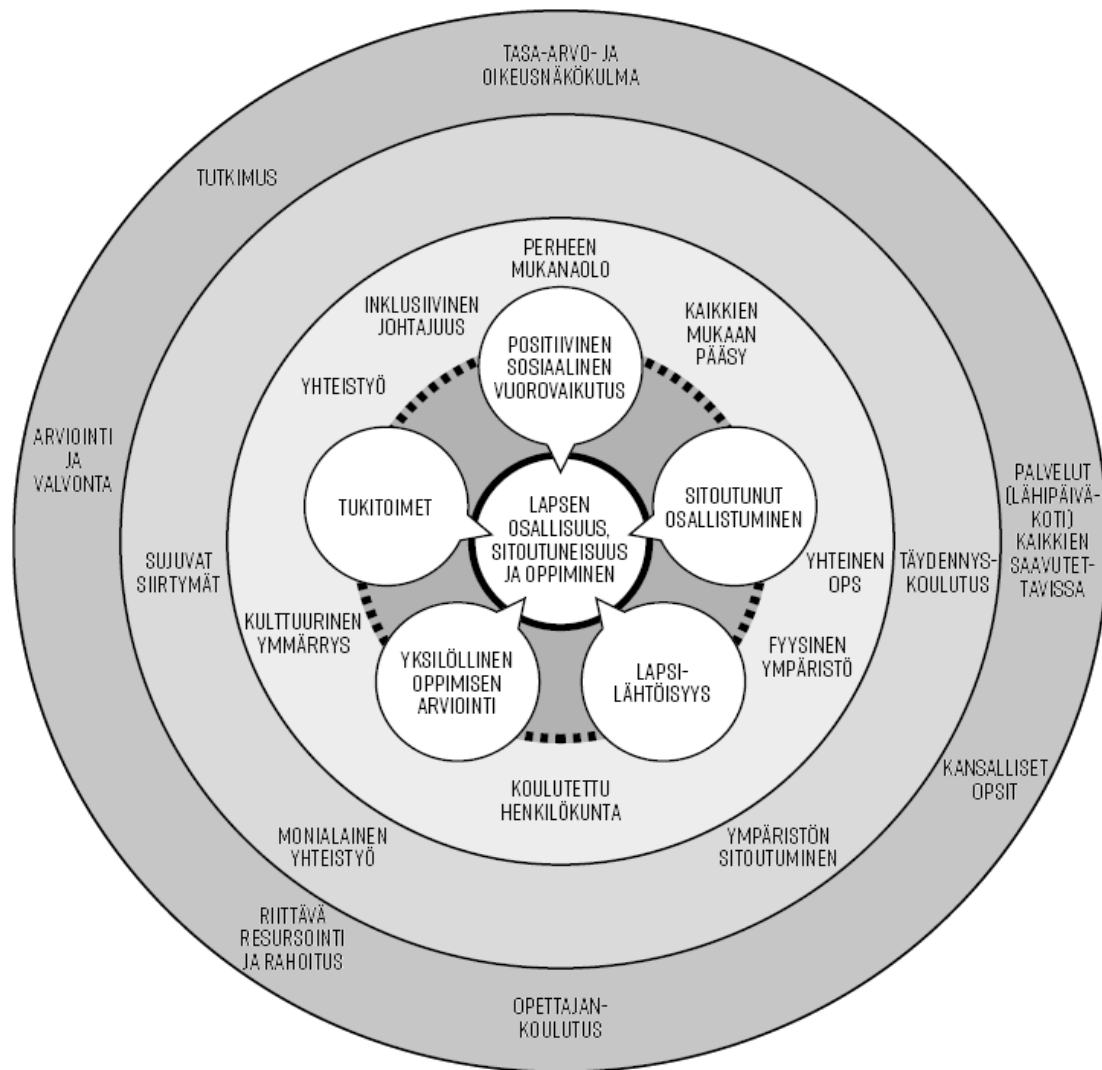 TASA-ARVO- JA
OIKEUSNÄKÖKULMA
TUTKIMUS
PERHEEN
MUKANAOLO
INKLUSIIVINEN
JOHTAJUUS
KAIKKIEN
MUKAAN
PÄÄSY
POSITIIVINEN
SOSIAALINEN
VUOROVAIKUTUS
YHTEISTYÖ
ARVIOINTI
JA
VALVONTA
TUKITOIMET
LAPSEN
OSALLISUUS,
SITOUTUNEISUUS
JA OPPIMINEN
SITOUTUNUT
OSALLISTUMINEN
PALVELUT
(LÄHIPÄIVÄ-
KOTI)
KAIKKIEN
SAAVUTET-
TAVISSA
SUJUVAT
SIIRTYMÄT
YHTEINEN
OPS
TÄYDENNYS-
KOULUTUS
KULTTUURINEN
YMMÄRRYS
FYYSINEN
YMPÄRISTÖ
YKSILÖLLINEN
OPPIMISEN
ARVIOINTI
LAPSI-
LÄHTÖISYYS
KANSALLISET
OPSIT
KOULUTETTU
HENKILÖKUNTA
MONIALAINEN
YHTEISTYÖ
YMPÄRISTÖN
SITOUTUMINEN
RIITTÄVÄ
RESURSOINTI
JA RAHOITUS
OPETTAJAN-
KOULUTUS